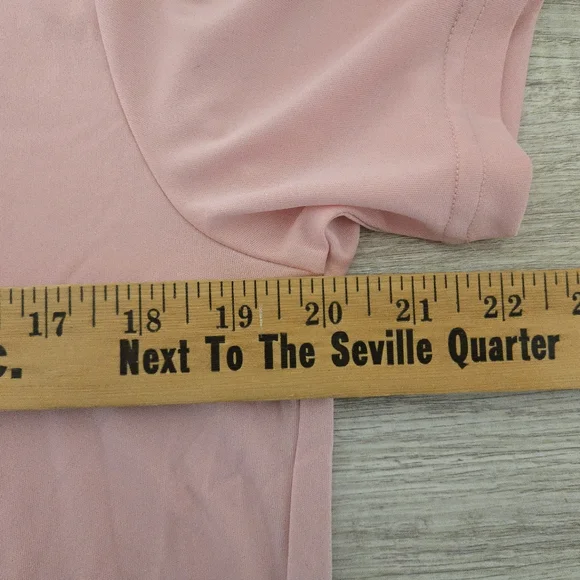 17 18 19 20 21 22
Next To The Seville Quarter